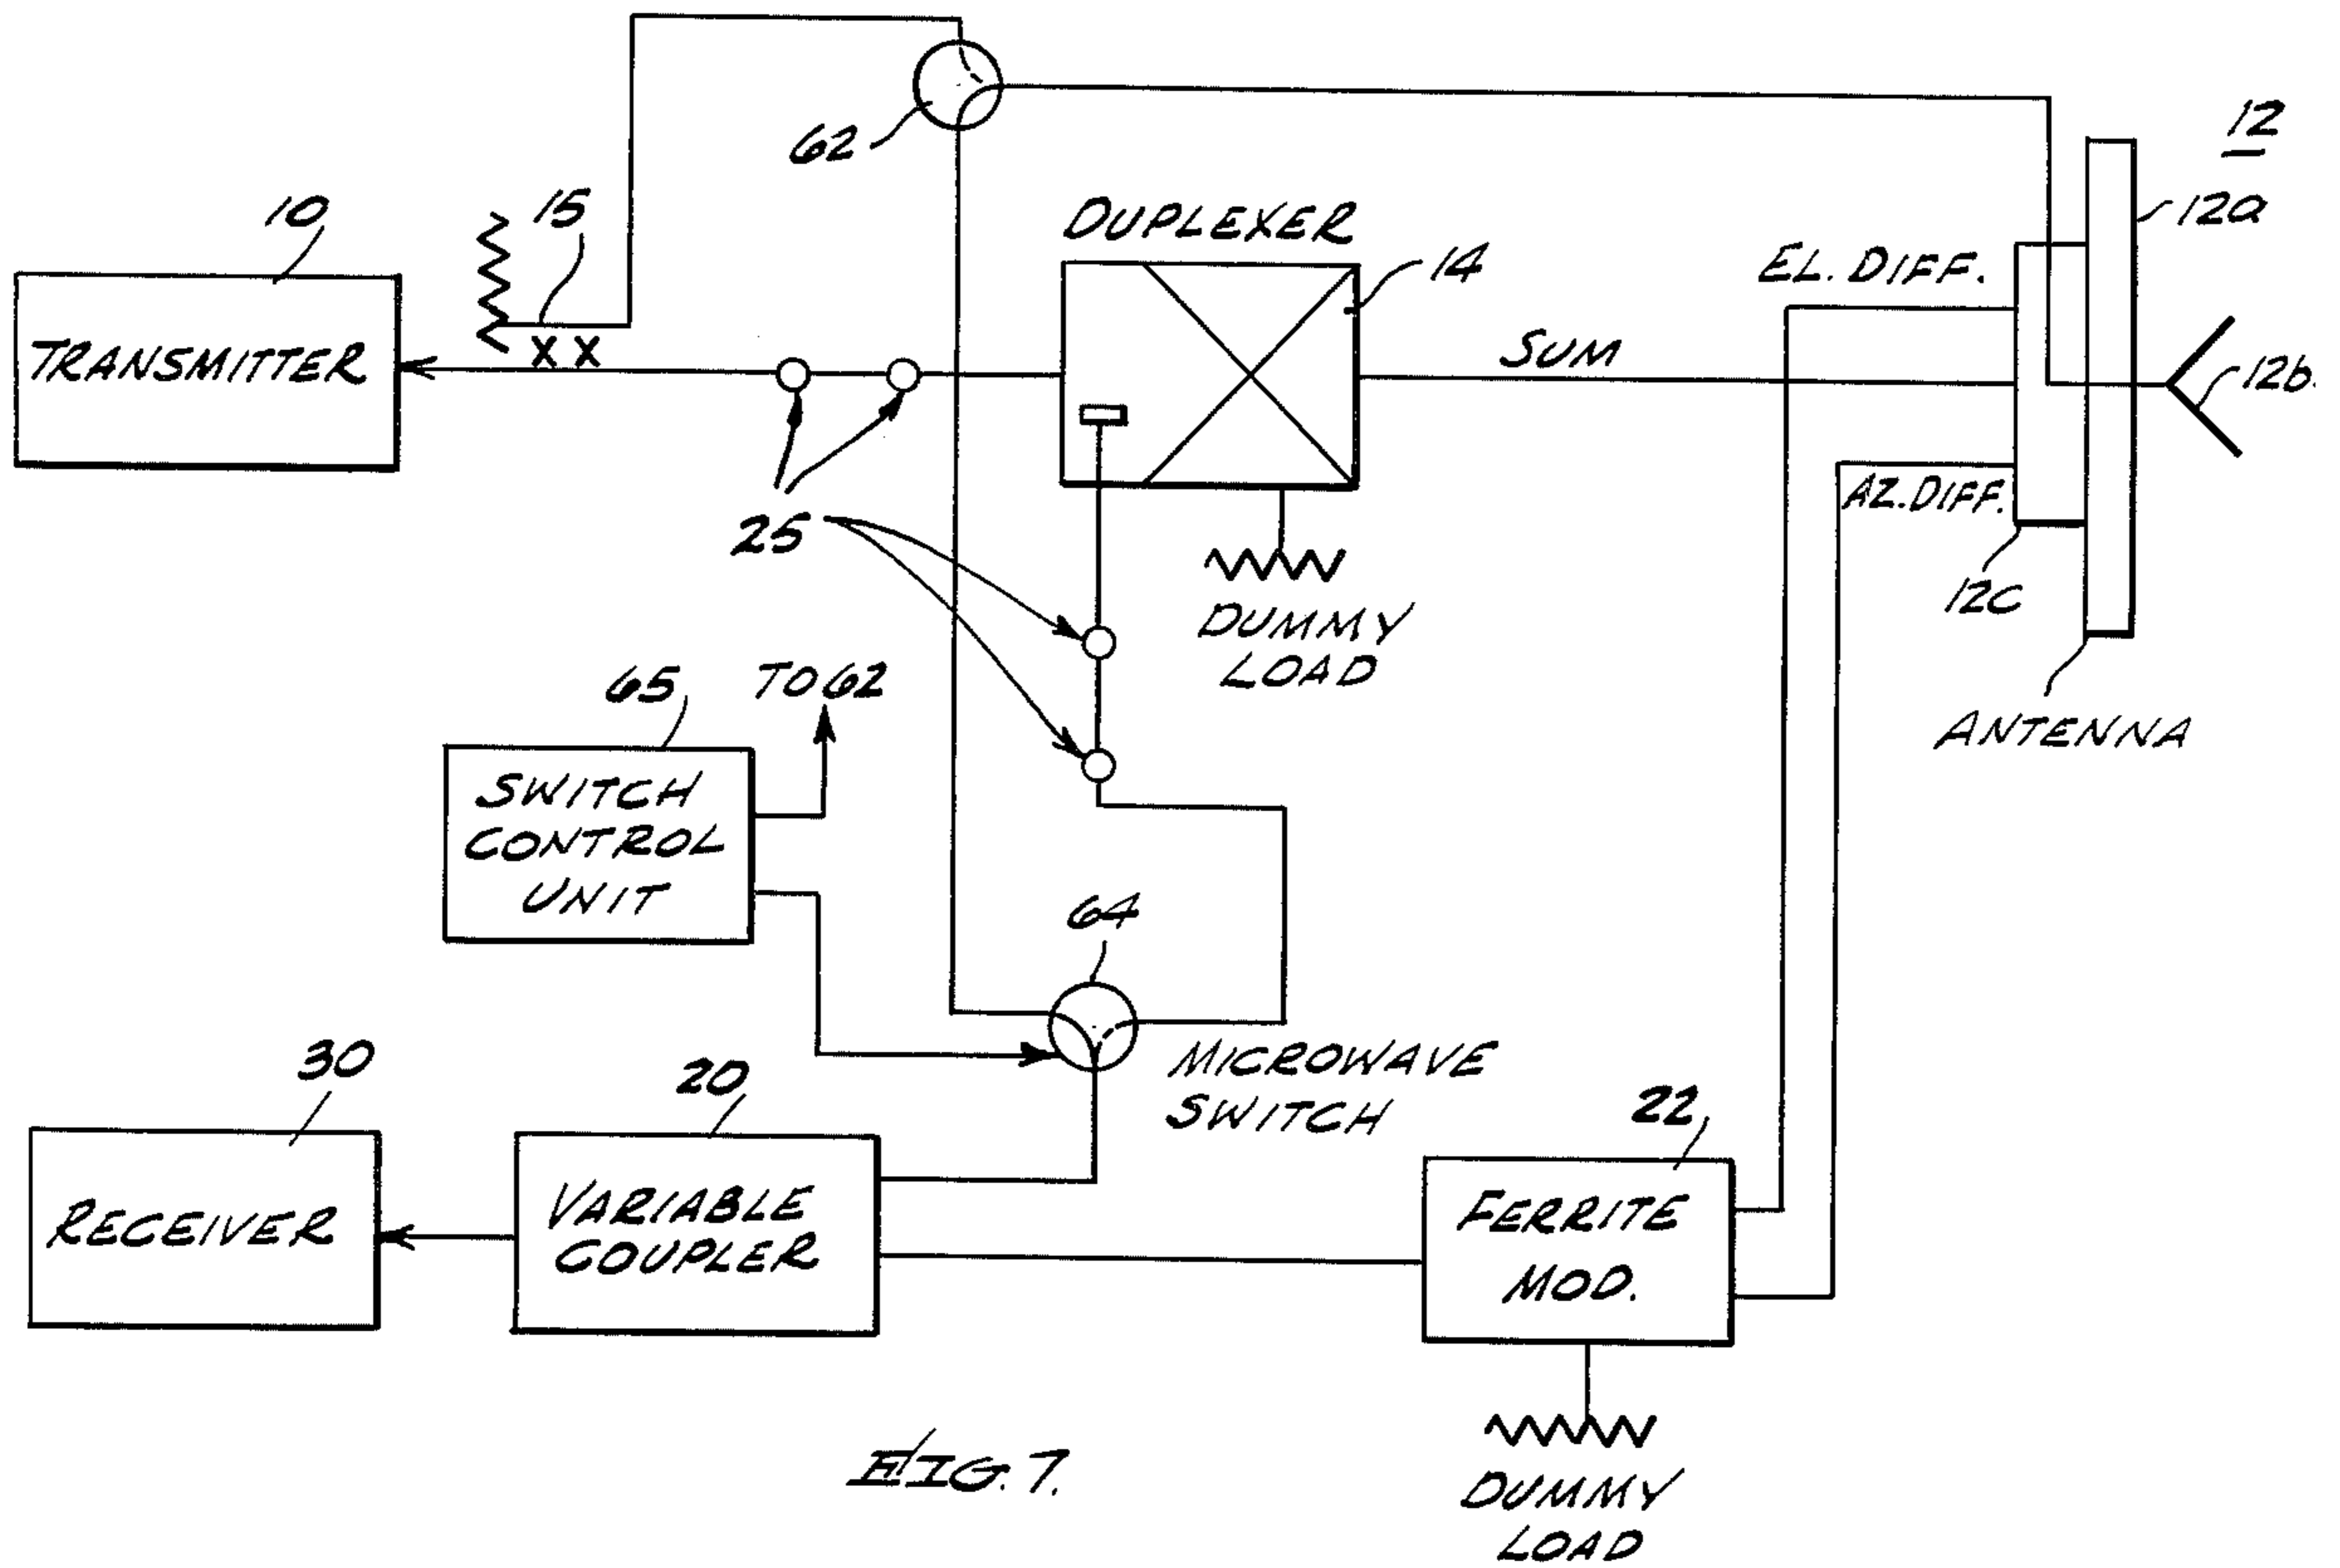 62
12
10
15
DUPLEXER
12a
14
EL. DIFF.
TRANSMITTER
X X
SUM
12b.
25
AZ. DIFF.
12c
DUMMY
LOAD
65
TO 62
ANTENNA
SWITCH
CONTROL
UNIT
64
30
20
MICROWAVE
SWITCH
22
RECEIVER
VARIABLE
COUPLER
FERRITE
MOD.
FIG. 7.
DUMMY
LOAD